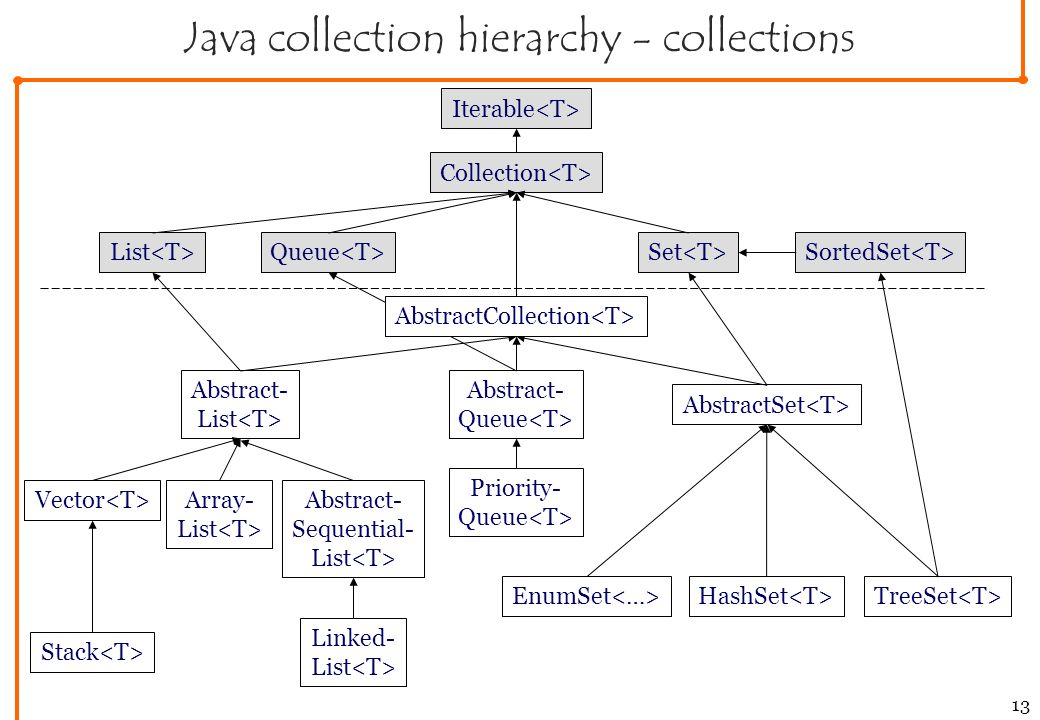 Java collection hierarchy - collections
Iterable<T>
Collection<T>
List<T>
Queue<T>
Set<T>
SortedSet<T>
AbstractCollection<T>
Abstract-
List<T>
Abstract-
Queue<T>
AbstractSet<T>
Vector<T>
Array-
List<T>
Abstract-
Sequential-
List<T>
Priority-
Queue<T>
EnumSet<...>
HashSet<T>
TreeSet<T>
Stack<T>
Linked-
List<T>
13